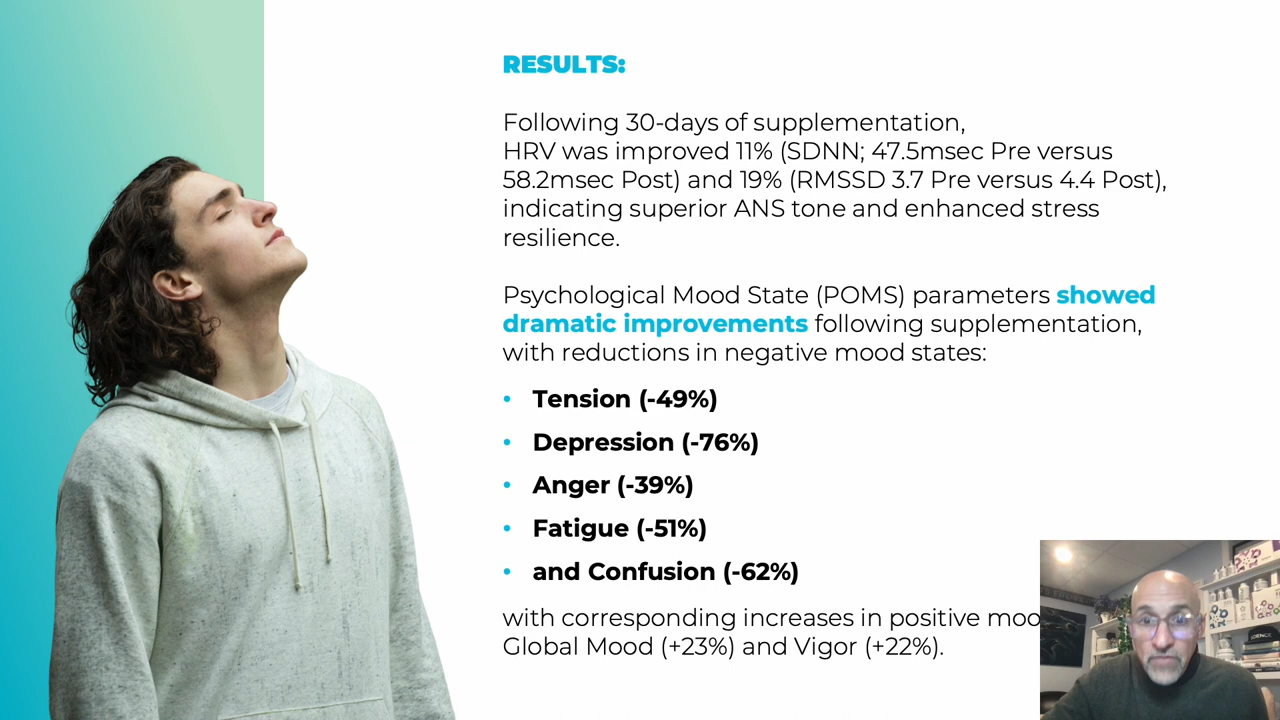 RESULTS:
Following 30-days of supplementation,
HRV was improved 11% (SDNN; 47.5msec Pre versus
58.2msec Post) and 19% (RMSSD 3.7 Pre versus 4.4 Post),
indicating superior ANS tone and enhanced stress
resilience.
Psychological Mood State (POMS) parameters showed
dramatic improvements following supplementation,
with reductions in negative mood states:
• Tension (-49%)
• Depression (-76%)
• Anger (-39%)
• Fatigue (-51%)
• and Confusion (-62%)
with corresponding increases in positive moo
Global Mood (+23%) and Vigor (+22%).
SCIENCE